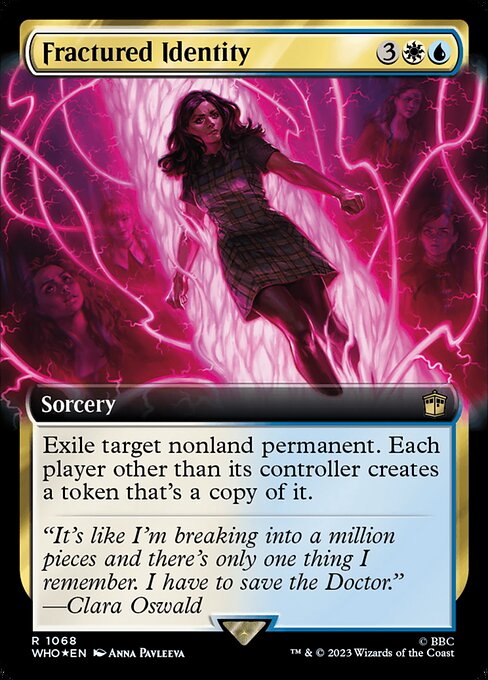 Fractured Identity 3
Sorcery
Exile target nonland permanent. Each
player other than its controller creates
a token that's a copy of it.
“It's like I'm breaking into a million
pieces and there's only one thing I
remember. I have to save the Doctor.”
—Clara Oswald
R 1068
WHO★EN Anna Pavleeva
© BBC
™ & © 2023 Wizards of the Coast